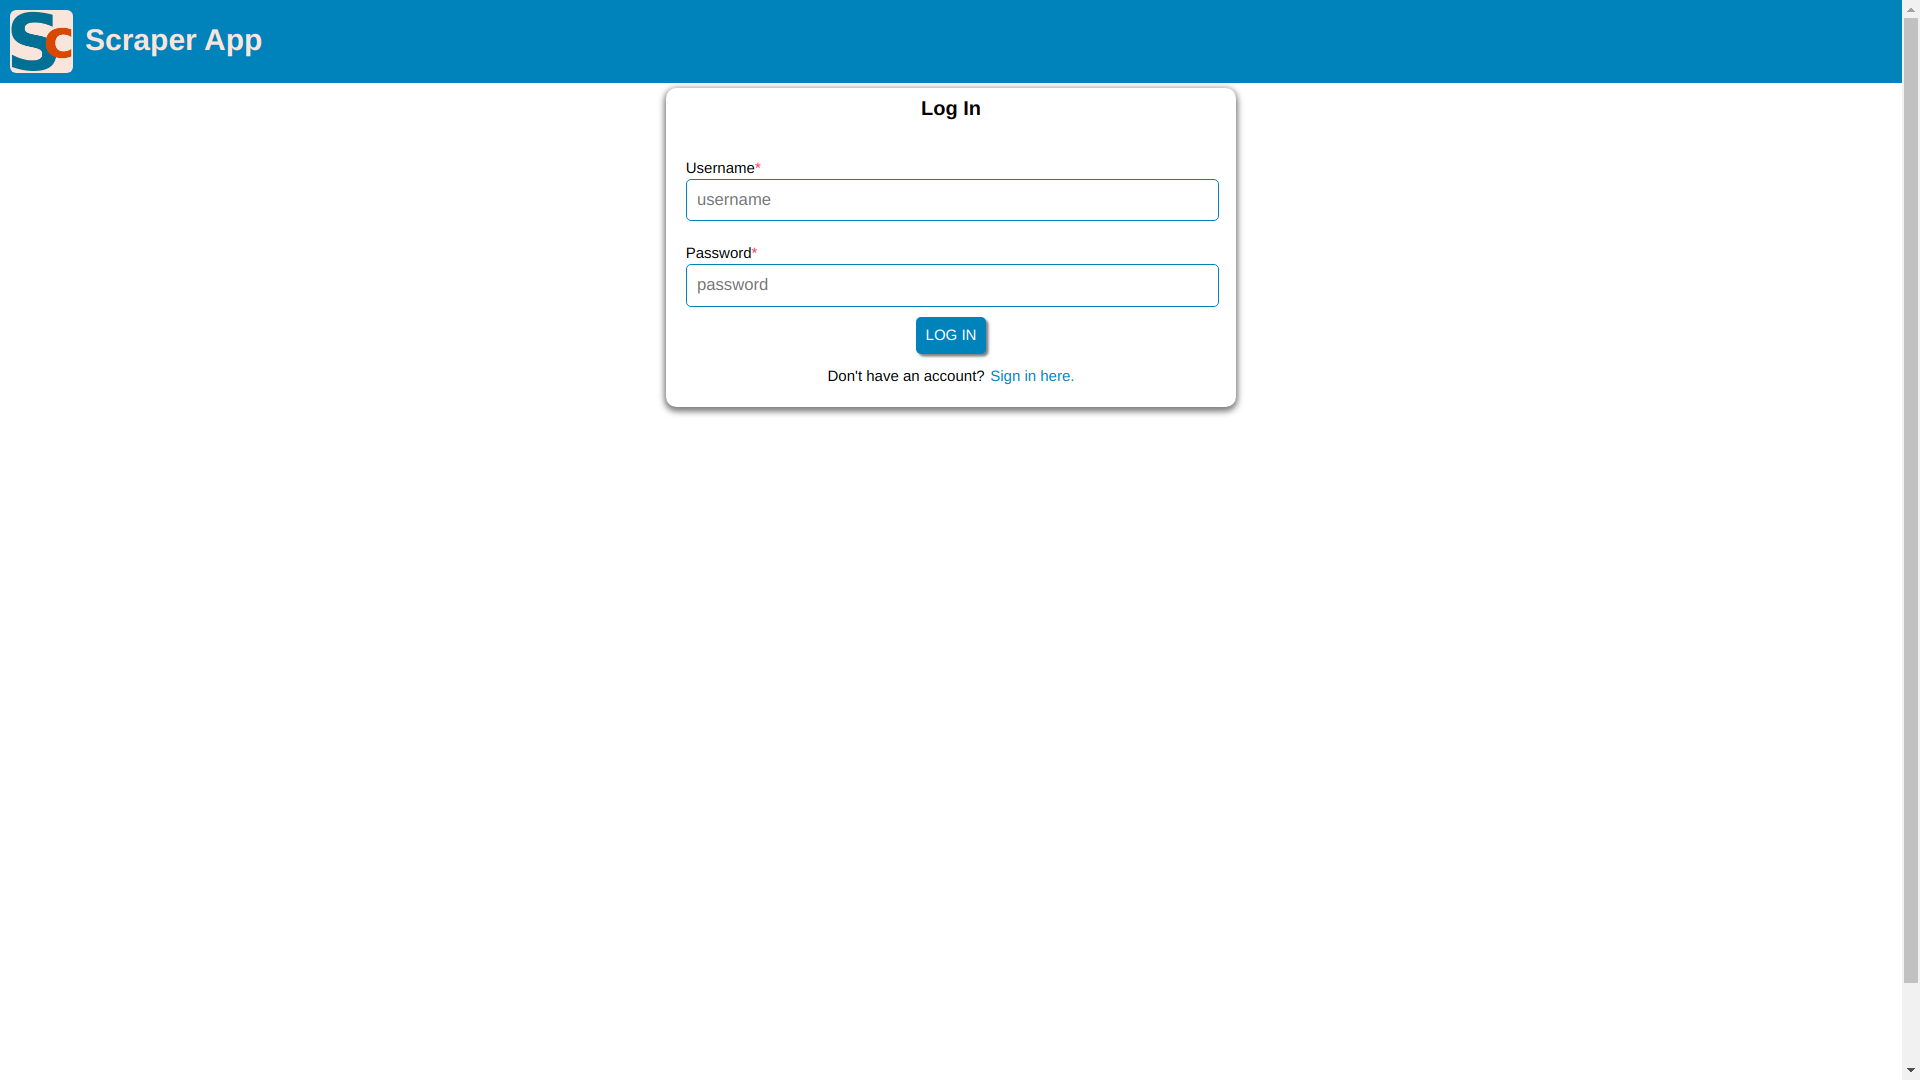 Sc Scraper App
Log In
Username*
username
Password*
password
LOG IN
Don't have an account? Sign in here.